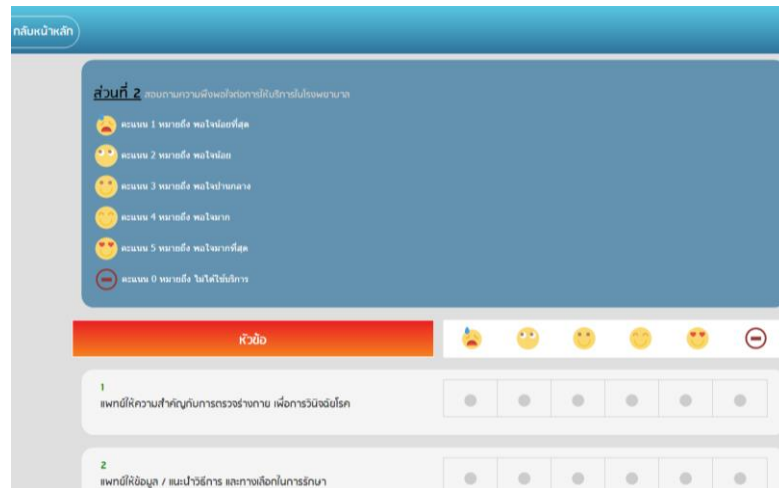 กลับหน้าหลัก
ส่วนที่ 2 สอบถามความพึงพอใจต่อการให้บริการในโรงพยาบาล
คะแนน 1 หมายถึง พอใจน้อยที่สุด
คะแนน 2 หมายถึง พอใจน้อย
คะแนน 3 หมายถึง พอใจปานกลาง
คะแนน 4 หมายถึง พอใจมาก
คะแนน 5 หมายถึง พอใจมากที่สุด
คะแนน 0 หมายถึง ไม่ได้ใช้บริการ
หัวข้อ
1
แพทย์ให้ความสำคัญกับการตรวจร่างกาย เพื่อการวินิจฉัยโรค
2
แพทย์ให้ข้อมูล / แนะนำวิธีการ และทางเลือกในการรักษา